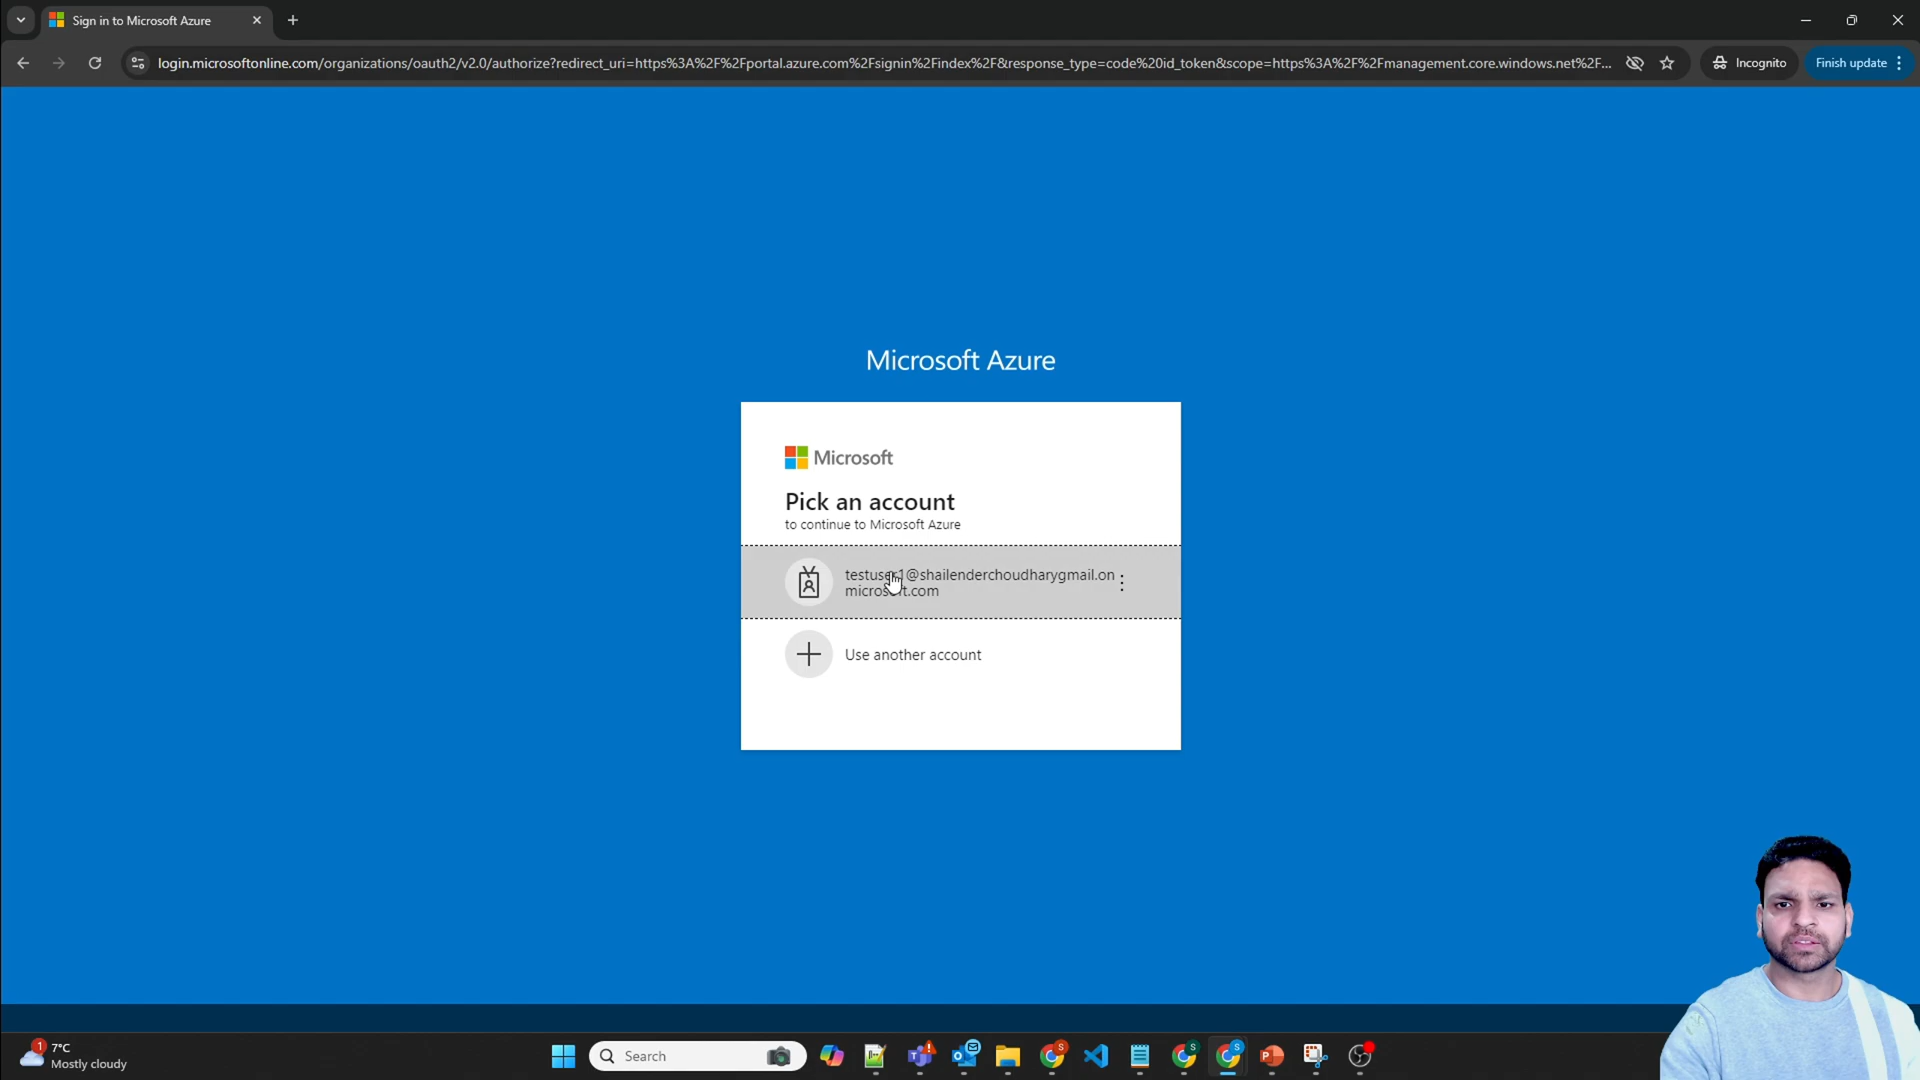 Sign in to Microsoft Azure
login.microsoftonline.com/organizations/oauth2/v2.0/authorize?redirect_uri=https%3A%2F%2Fportal.azure.com%2Fsignin%2Findex%2F&response_type=code%20id_token&scope=https%3A%2F%2Fmanagement.core.windows.net%2F...
Incognito
Finish update
Microsoft Azure
Microsoft
Pick an account
to continue to Microsoft Azure
testuser1@shailenderchoudharygmail.on
microsoft.com
Use another account
1
7°C
Mostly cloudy
Search
S
S
S